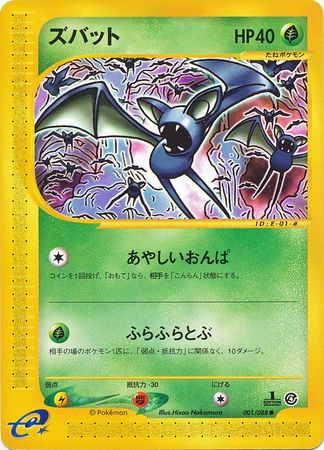 ズバット HP40
たねポケモン
ID:E-01-#
あやしいおんぱ
コインを1回投げ、「おもて」なら、相手を「こんらん」状態にする。
ふらふらとぶ
相手の場のポケモン1匹に、「弱点・抵抗力」に関係なく、10ダメージ。
弱点 抵抗力-30 にげる
©Pokémon Illus.Hisao Nakamura 001/088 ●
1 EDITION
e